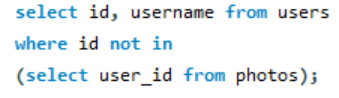 select id, username from users
where id not in
(select user_id from photos);